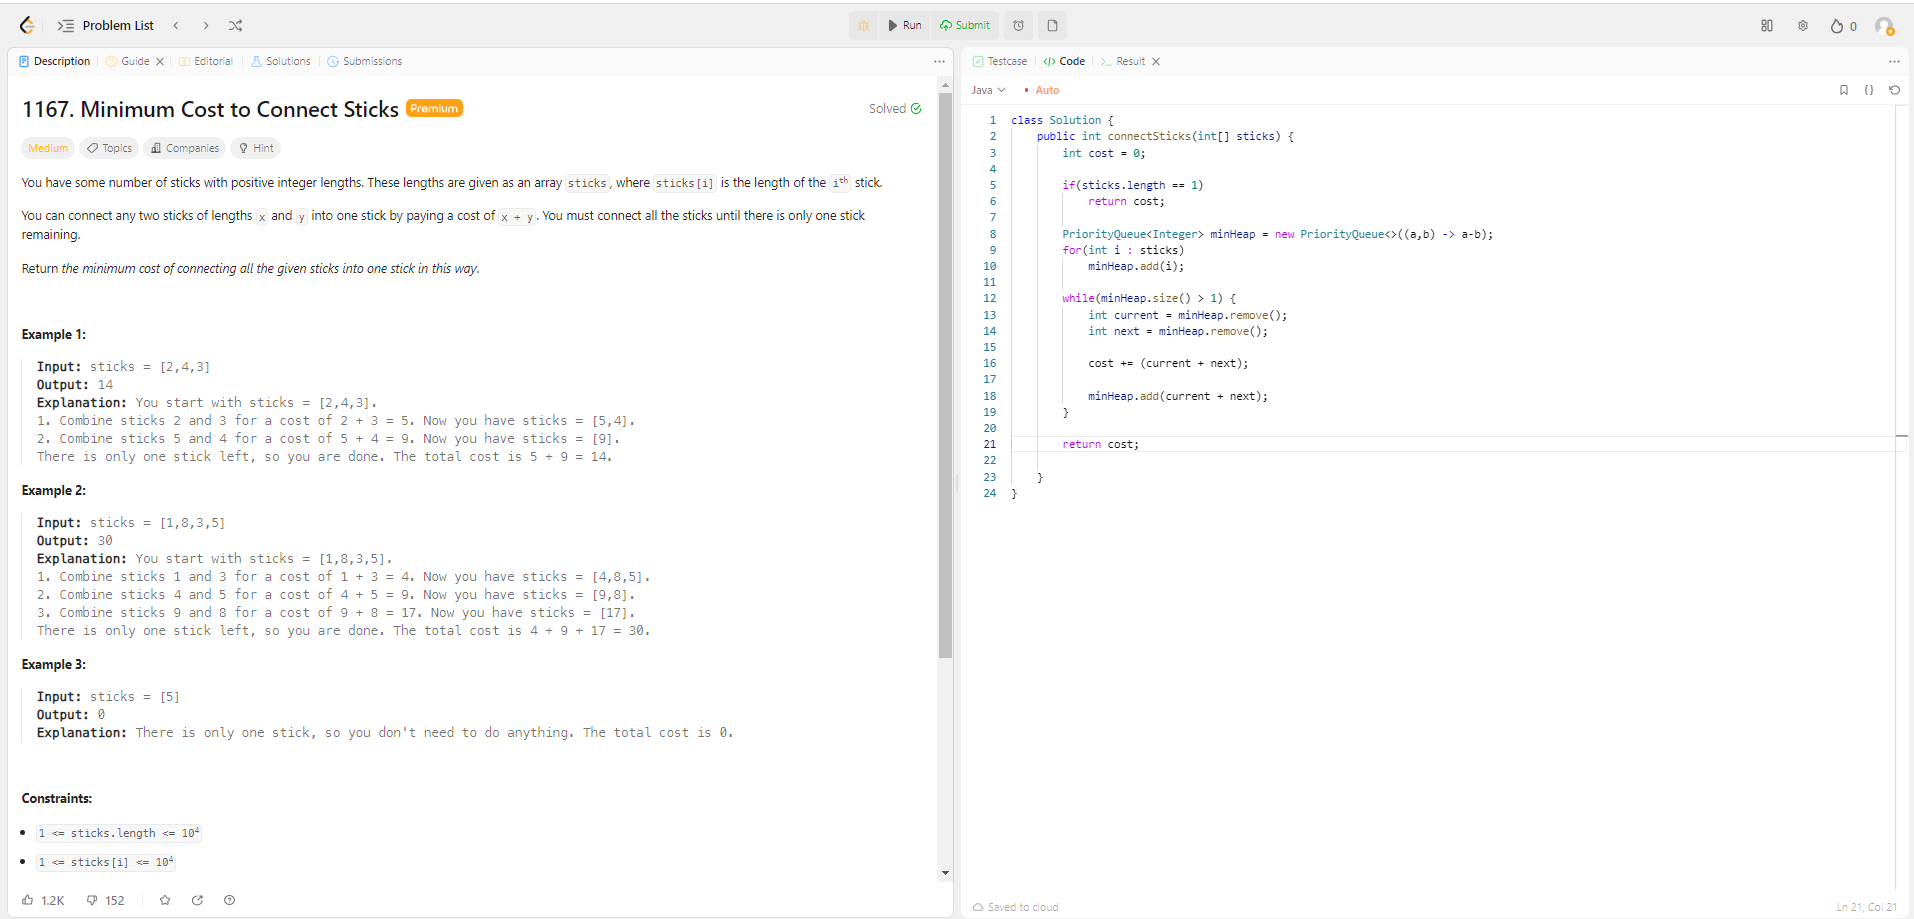 Problem List
Run
Submit
0
Description
Guide
Editorial
Solutions
Submissions
1167. Minimum Cost to Connect Sticks Premium
Solved
Medium
Topics
Companies
Hint
You have some number of sticks with positive integer lengths. These lengths are given as an array sticks, where sticks[i] is the length of the iᵗʰ stick.
You can connect any two sticks of lengths x and y into one stick by paying a cost of x + y. You must connect all the sticks until there is only one stick
remaining.
Return the minimum cost of connecting all the given sticks into one stick in this way.
Example 1:
Input: sticks = [2,4,3]
Output: 14
Explanation: You start with sticks = [2,4,3].
1. Combine sticks 2 and 3 for a cost of 2 + 3 = 5. Now you have sticks = [5,4].
2. Combine sticks 5 and 4 for a cost of 5 + 4 = 9. Now you have sticks = [9].
There is only one stick left, so you are done. The total cost is 5 + 9 = 14.
Example 2:
Input: sticks = [1,8,3,5]
Output: 30
Explanation: You start with sticks = [1,8,3,5].
1. Combine sticks 1 and 3 for a cost of 1 + 3 = 4. Now you have sticks = [4,8,5].
2. Combine sticks 4 and 5 for a cost of 4 + 5 = 9. Now you have sticks = [9,8].
3. Combine sticks 9 and 8 for a cost of 9 + 8 = 17. Now you have sticks = [17].
There is only one stick left, so you are done. The total cost is 4 + 9 + 17 = 30.
Example 3:
Input: sticks = [5]
Output: 0
Explanation: There is only one stick, so you don't need to do anything. The total cost is 0.
Constraints:
• 1 <= sticks.length <= 10⁴
• 1 <= sticks[i] <= 10⁴
1.2K
152
Testcase
</> Code
Result
Java
• Auto
{}
1 class Solution {
2 public int connectSticks(int[] sticks) {
3 int cost = 0;
4
5 if(sticks.length == 1)
6 return cost;
7
8 PriorityQueue<Integer> minHeap = new PriorityQueue<>((a,b) -> a-b);
9 for(int i : sticks)
10 minHeap.add(i);
11
12 while(minHeap.size() > 1) {
13 int current = minHeap.remove();
14 int next = minHeap.remove();
15
16 cost += (current + next);
17
18 minHeap.add(current + next);
19 }
20
21 return cost;
22
23 }
24 }
Saved to cloud
Ln 21, Col 21